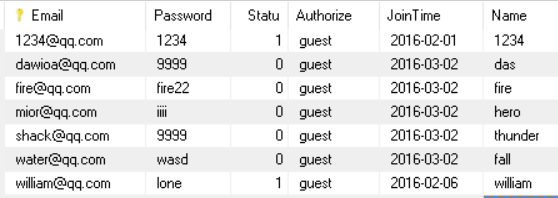 Email Password Statu Authorize JoinTime Name
1234@qq.com 1234 1 guest 2016-02-01 1234
dawioa@qq.com 9999 0 guest 2016-03-02 das
fire@qq.com fire22 0 guest 2016-03-02 fire
mior@qq.com iiii 0 guest 2016-03-02 hero
shack@qq.com 9999 0 guest 2016-03-02 thunder
water@qq.com wasd 0 guest 2016-03-02 fall
william@qq.com lone 1 guest 2016-02-06 william